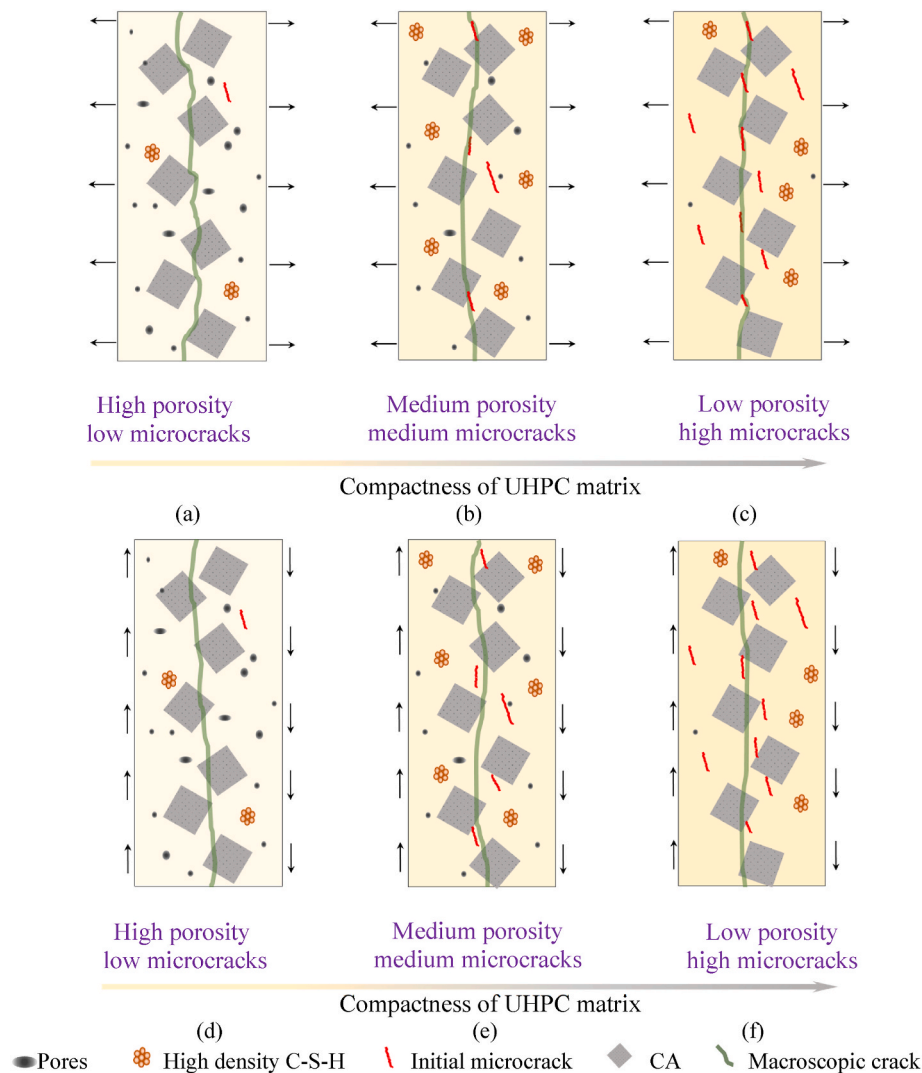 High porosity
low microcracks
Medium porosity
medium microcracks
Low porosity
high microcracks
Compactness of UHPC matrix
(a)
(b)
(c)
High porosity
low microcracks
Medium porosity
medium microcracks
Low porosity
high microcracks
Compactness of UHPC matrix
(d)
(e)
(f)
Pores
High density C-S-H
Initial microcrack
CA
Macroscopic crack